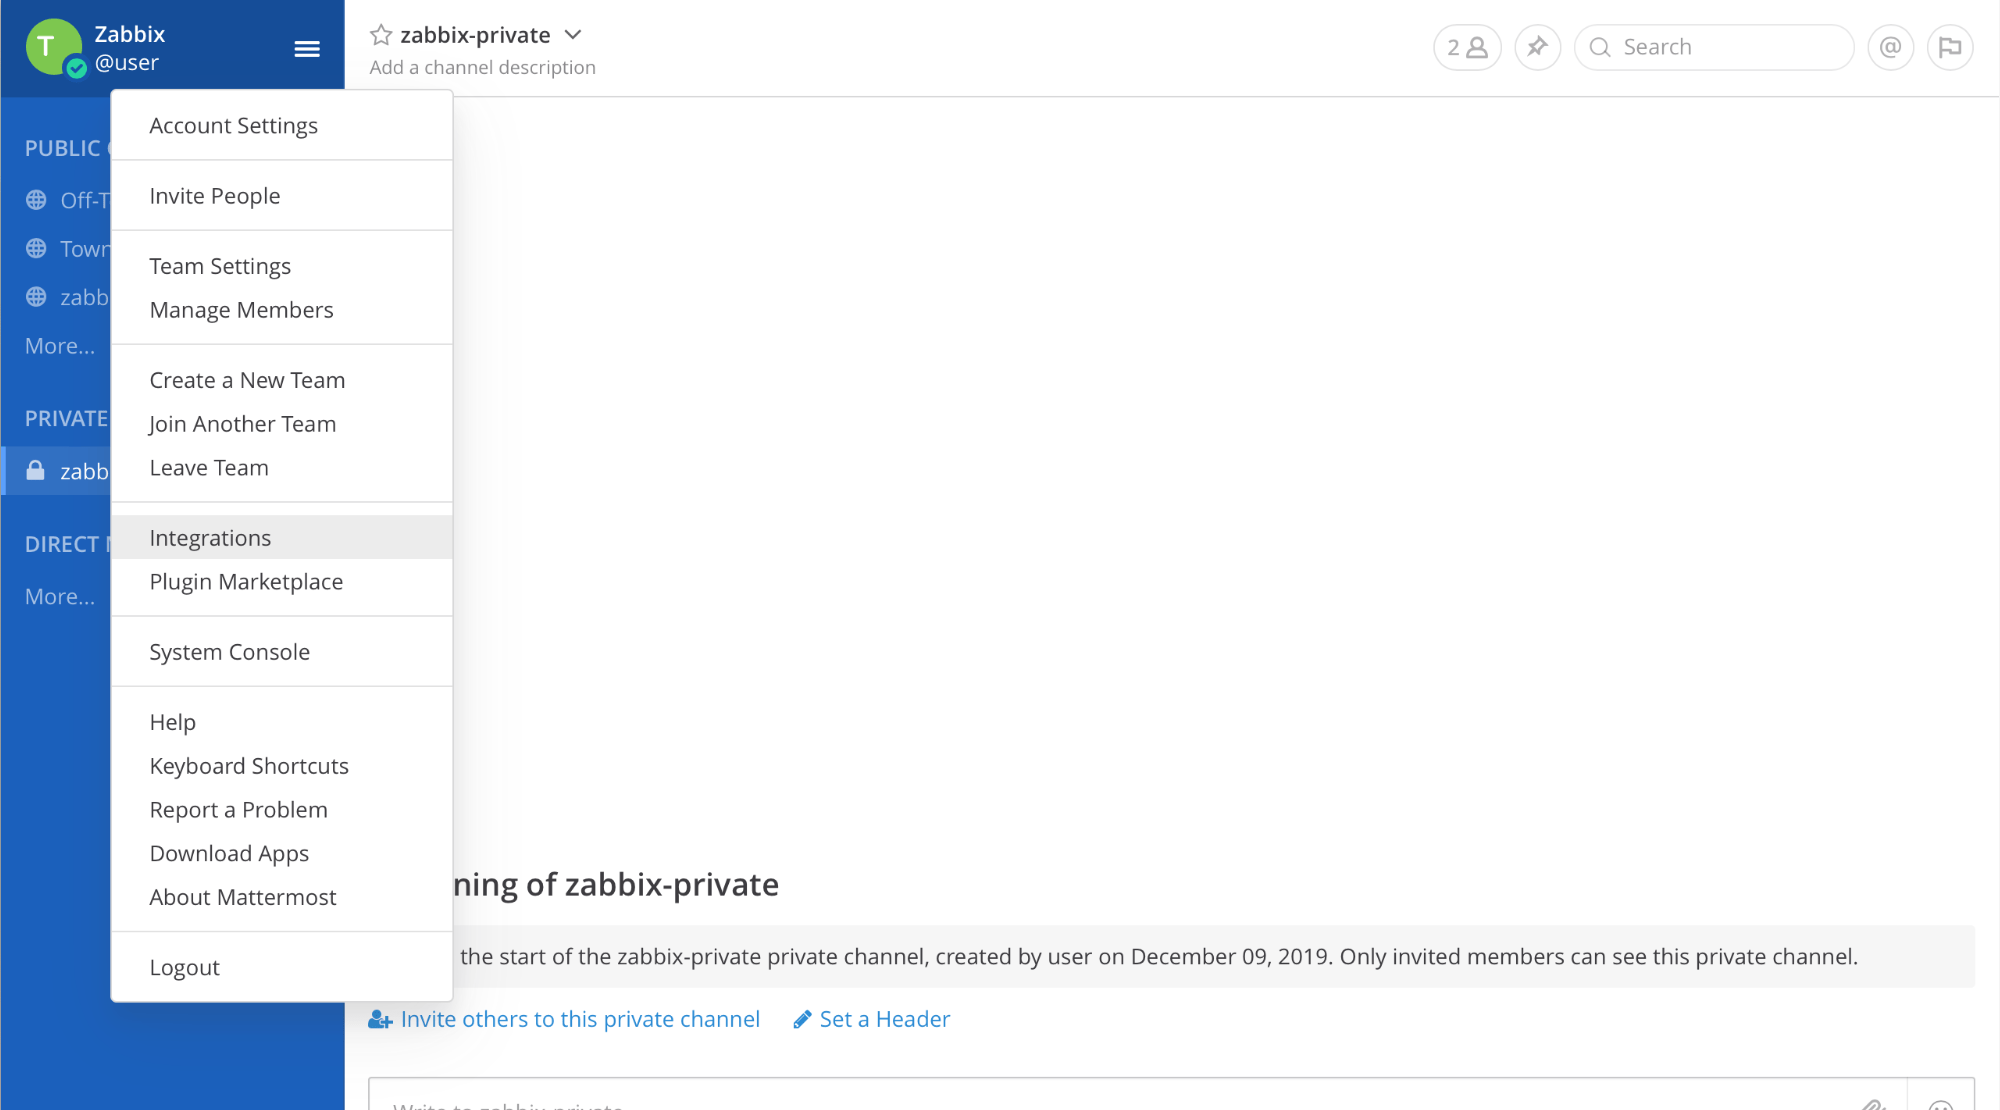 T
Zabbix
@user
zabbix-private
Add a channel description
2
Search
@
PUBLIC
Off-T
Town
zabb
More...
PRIVATE
zabb
DIRECT
More...
Account Settings
Invite People
Team Settings
Manage Members
Create a New Team
Join Another Team
Leave Team
Integrations
Plugin Marketplace
System Console
Help
Keyboard Shortcuts
Report a Problem
Download Apps
About Mattermost
Logout
ning of zabbix-private
the start of the zabbix-private private channel, created by user on December 09, 2019. Only invited members can see this private channel.
Invite others to this private channel
Set a Header
Write to zabbix-private